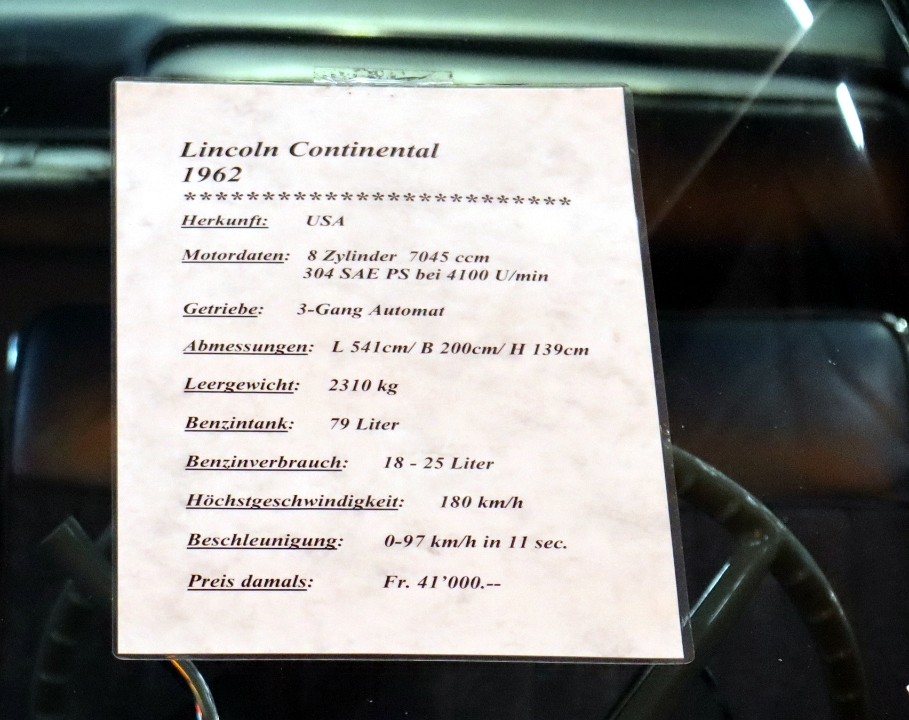 Lincoln Continental
1962
************************
Herkunft: USA
Motordaten: 8 Zylinder 7045 ccm
304 SAE PS bei 4100 U/min
Getriebe: 3-Gang Automat
Abmessungen: L 541cm/ B 200cm/ H 139cm
Leergewicht: 2310 kg
Benzintank: 79 Liter
Benzinverbrauch: 18 - 25 Liter
Höchstgeschwindigkeit: 180 km/h
Beschleunigung: 0-97 km/h in 11 sec.
Preis damals: Fr. 41'000.--